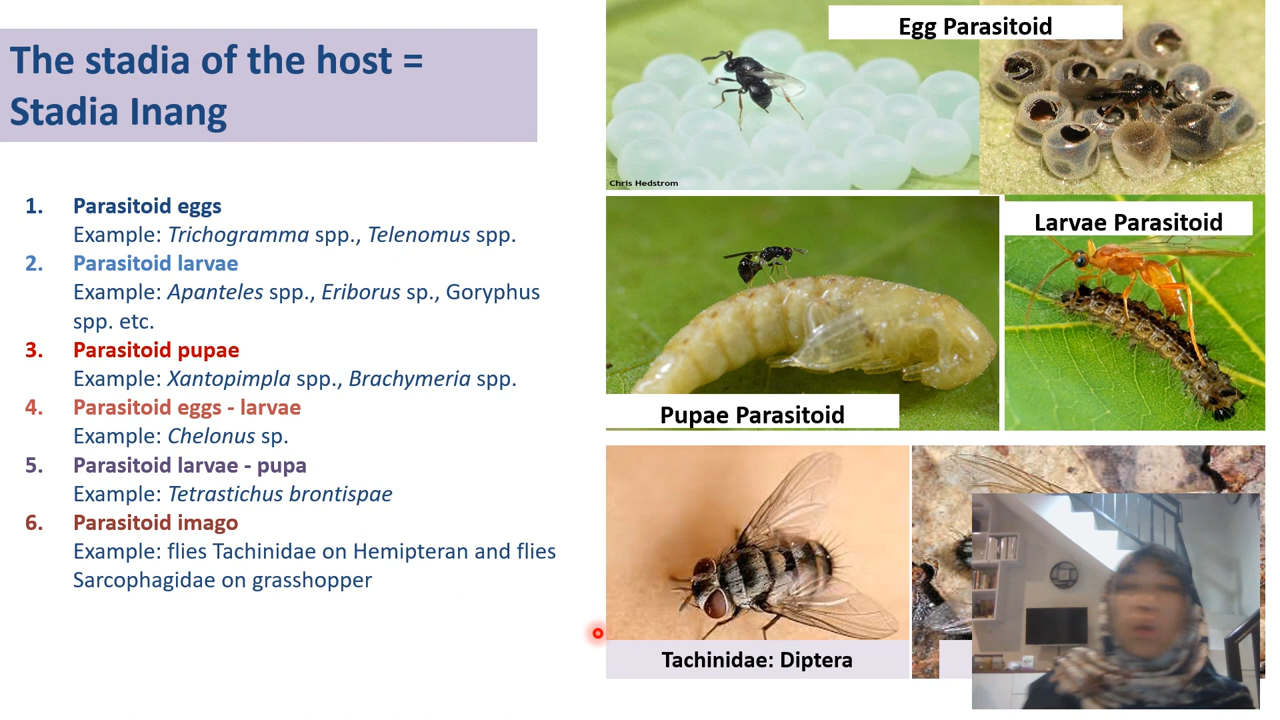 The stadia of the host =
Stadia Inang
1. Parasitoid eggs
Example: Trichogramma spp., Telenomus spp.
2. Parasitoid larvae
Example: Apanteles spp., Eriborus sp., Goryphus
spp. etc.
3. Parasitoid pupae
Example: Xantopimpla spp., Brachymeria spp.
4. Parasitoid eggs - larvae
Example: Chelonus sp.
5. Parasitoid larvae - pupa
Example: Tetrastichus brontispae
6. Parasitoid imago
Example: flies Tachinidae on Hemipteran and flies
Sarcophagidae on grasshopper
Egg Parasitoid
Chris Hedstrom
Larvae Parasitoid
Pupae Parasitoid
Tachinidae: Diptera